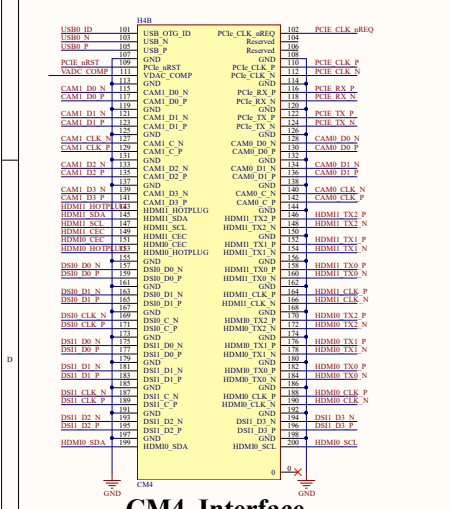 H4B
USB0_ID 101 USB_OTG_ID PCIe_CLK_nREQ 102 PCIE_CLK_nREQ
USB0_N 103 USB_N Reserved 104
USB0_P 105 USB_P Reserved 106
107 GND GND 108
PCIE_nRST 109 PCIe_nRST PCIe_CLK_P 110 PCIE_CLK_P
VADC_COMP 111 VDAC_COMP PCIe_CLK_N 112 PCIE_CLK_N
113 GND GND 114
CAM1_D0_N 115 CAM1_D0_N PCIe_RX_P 116 PCIE_RX_P
CAM1_D0_P 117 CAM1_D0_P PCIe_RX_N 118 PCIE_RX_N
119 GND GND 120
CAM1_D1_N 121 CAM1_D1_N PCIe_TX_P 122 PCIE_TX_P
CAM1_D1_P 123 CAM1_D1_P PCIe_TX_N 124 PCIE_TX_N
125 GND GND 126
CAM1_CLK_N 127 CAM1_C_N CAM0_D0_N 128 CAM0_D0_N
CAM1_CLK_P 129 CAM1_C_P CAM0_D0_P 130 CAM0_D0_P
131 GND GND 132
CAM1_D2_N 133 CAM1_D2_N CAM0_D1_N 134 CAM0_D1_N
CAM1_D2_P 135 CAM1_D2_P CAM0_D1_P 136 CAM0_D1_P
137 GND GND 138
CAM1_D3_N 139 CAM1_D3_N CAM0_C_N 140 CAM0_CLK_N
CAM1_D3_P 141 CAM1_D3_P CAM0_C_P 142 CAM0_CLK_P
HDMI1_HOTPLUG 143 HDMI1_HOTPLUG GND 144
HDMI1_SDA 145 HDMI1_SDA HDMI1_TX2_P 146 HDMI1_TX2_P
HDMI1_SCL 147 HDMI1_SCL HDMI1_TX2_N 148 HDMI1_TX2_N
HDMI1_CEC 149 HDMI1_CEC GND 150
HDMI0_CEC 151 HDMI0_CEC HDMI1_TX1_P 152 HDMI1_TX1_P
HDMI0_HOTPLUG 153 HDMI0_HOTPLUG HDMI1_TX1_N 154 HDMI1_TX1_N
155 GND GND 156
DSI0_D0_N 157 DSI0_D0_N HDMI1_TX0_P 158 HDMI1_TX0_P
DSI0_D0_P 159 DSI0_D0_P HDMI1_TX0_N 160 HDMI1_TX0_N
161 GND GND 162
DSI0_D1_N 163 DSI0_D1_N HDMI1_CLK_P 164 HDMI1_CLK_P
DSI0_D1_P 165 DSI0_D1_P HDMI1_CLK_N 166 HDMI1_CLK_N
167 GND GND 168
DSI0_CLK_N 169 DSI0_C_N HDMI0_TX2_P 170 HDMI0_TX2_P
DSI0_CLK_P 171 DSI0_C_P HDMI0_TX2_N 172 HDMI0_TX2_N
173 GND GND 174
DSI1_D0_N 175 DSI1_D0_N HDMI0_TX1_P 176 HDMI0_TX1_P
DSI1_D0_P 177 DSI1_D0_P HDMI0_TX1_N 178 HDMI0_TX1_N
179 GND GND 180
DSI1_D1_N 181 DSI1_D1_N HDMI0_TX0_P 182 HDMI0_TX0_P
DSI1_D1_P 183 DSI1_D1_P HDMI0_TX0_N 184 HDMI0_TX0_N
185 GND GND 186
DSI1_CLK_N 187 DSI1_C_N HDMI0_CLK_P 188 HDMI0_CLK_P
DSI1_CLK_P 189 DSI1_C_P HDMI0_CLK_N 190 HDMI0_CLK_N
191 GND GND 192
DSI1_D2_N 193 DSI1_D2_N DSI1_D3_N 194 DSI1_D3_N
DSI1_D2_P 195 DSI1_D2_P DSI1_D3_P 196 DSI1_D3_P
197 GND GND 198
HDMI0_SDA 199 HDMI0_SDA HDMI0_SCL 200 HDMI0_SCL
D
0 0
CM4
GND GND
CM4 Interface